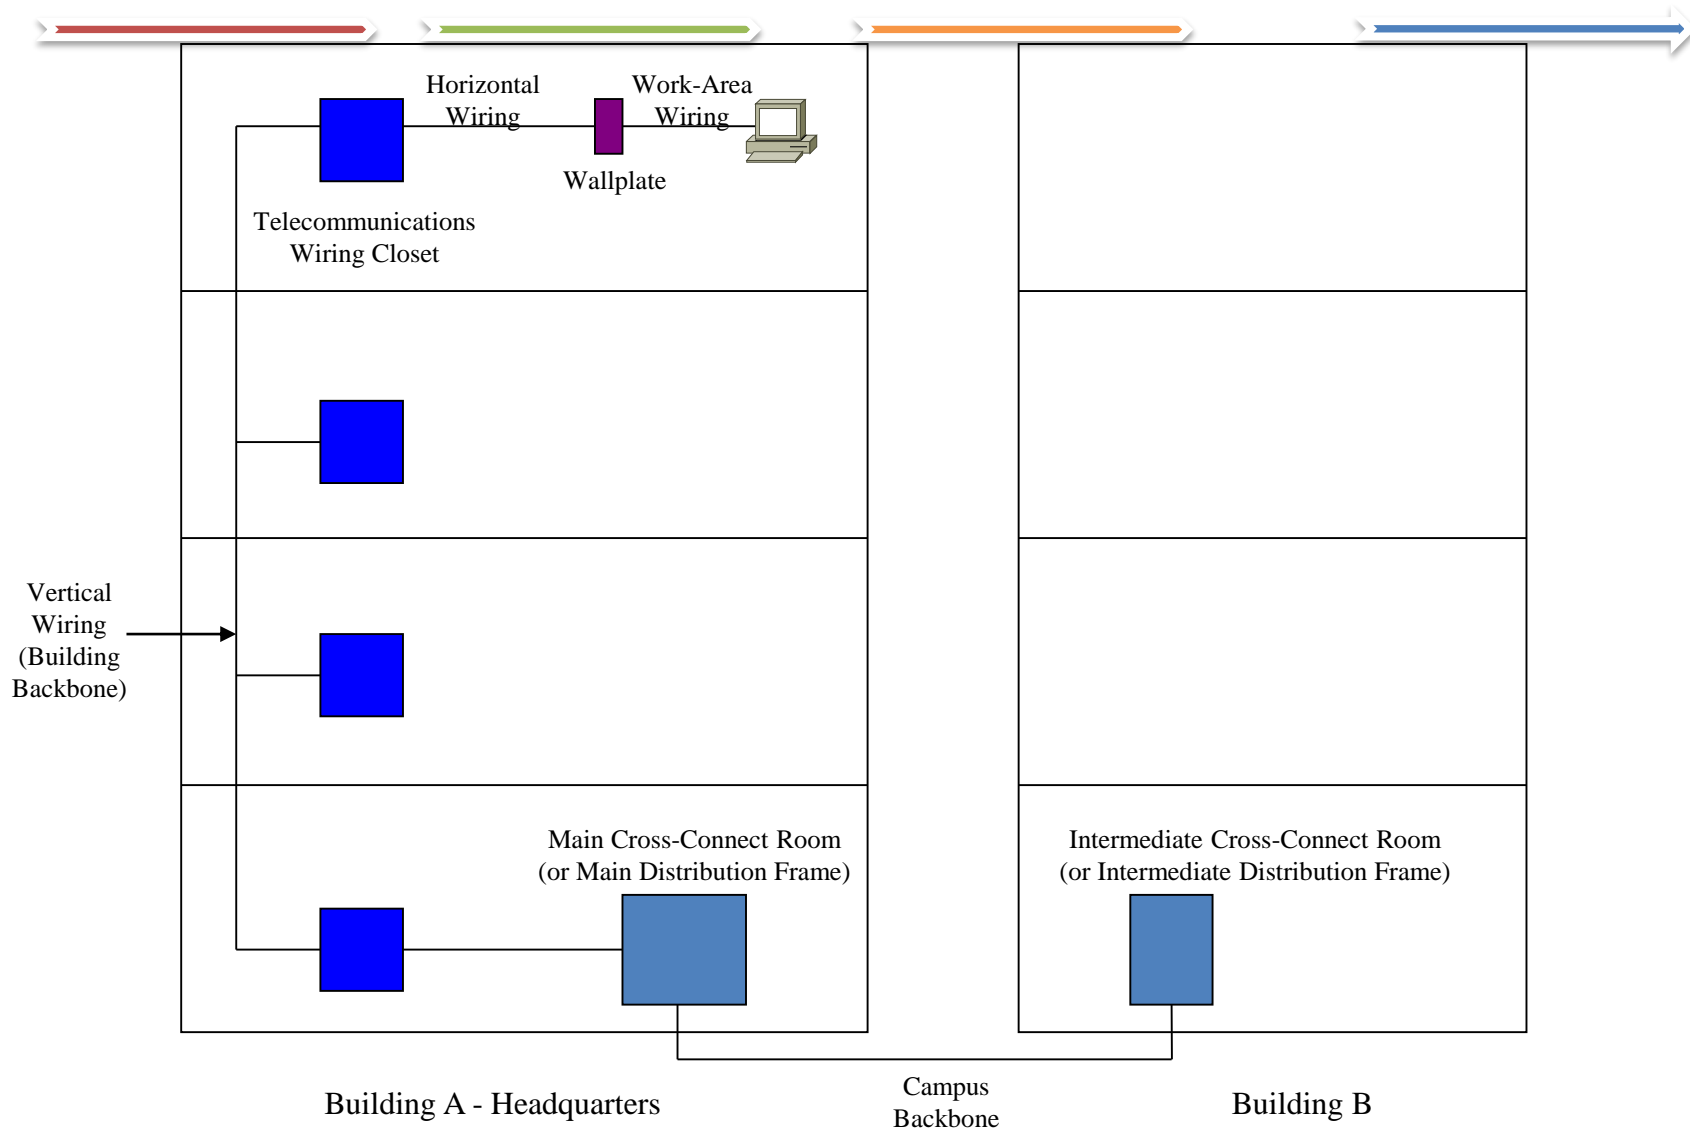 Horizontal
Wiring
Work-Area
Wiring
Wallplate
Telecommunications
Wiring Closet
Vertical
Wiring
(Building
Backbone)
Main Cross-Connect Room
(or Main Distribution Frame)
Intermediate Cross-Connect Room
(or Intermediate Distribution Frame)
Building A - Headquarters
Campus
Backbone
Building B